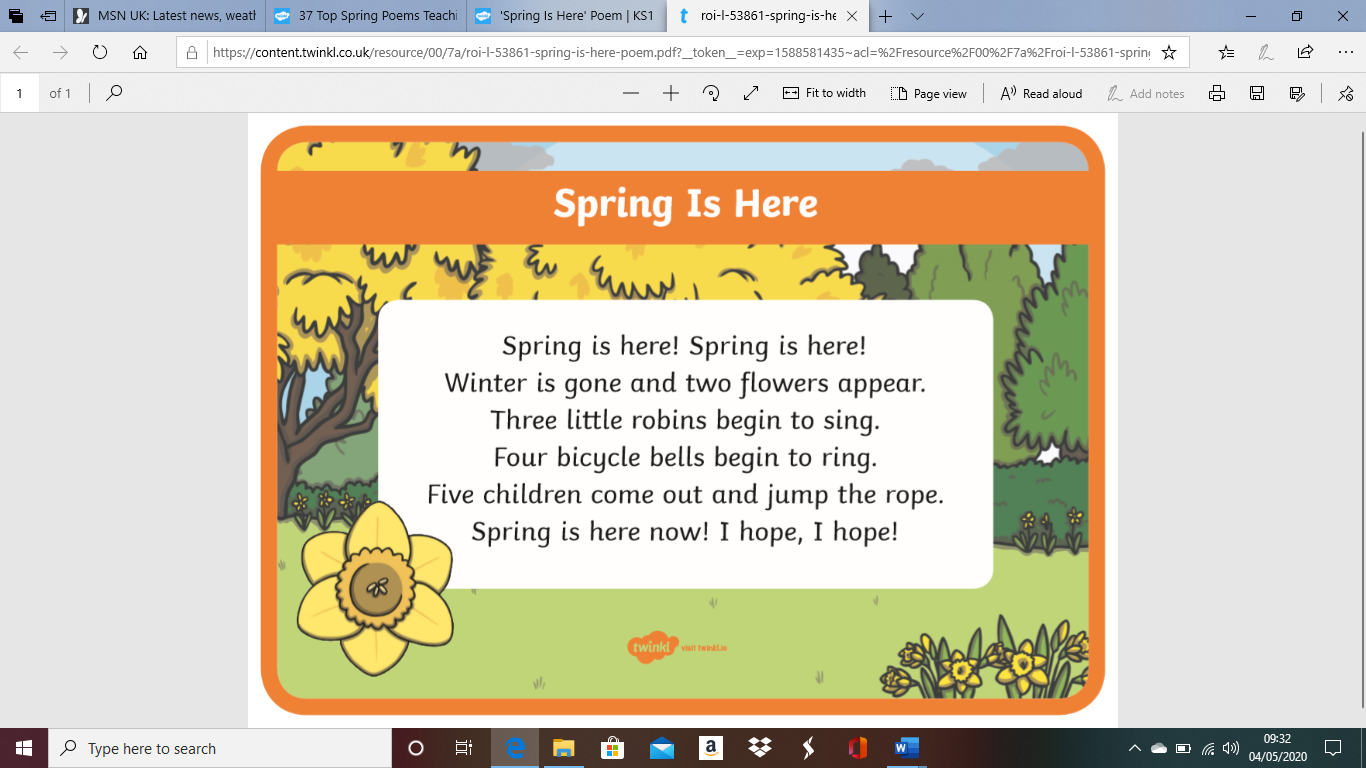 MSN UK: Latest news, weath
37 Top Spring Poems Teachi
'Spring Is Here' Poem | KS1
roi-l-53861-spring-is-he
https://content.twinkl.co.uk/resource/00/7a/roi-l-53861-spring-is-here-poem.pdf?__token__=exp=1588581435~acl=%2Fresource%2F00%2F7a%2Froi-l-53861-spring
1 of 1 Fit to width Page view Read aloud Add notes
Spring Is Here
Spring is here! Spring is here!
Winter is gone and two flowers appear.
Three little robins begin to sing.
Four bicycle bells begin to ring.
Five children come out and jump the rope.
Spring is here now! I hope, I hope!
twinkl visit twinkl.ie
Type here to search
09:32
04/05/2020